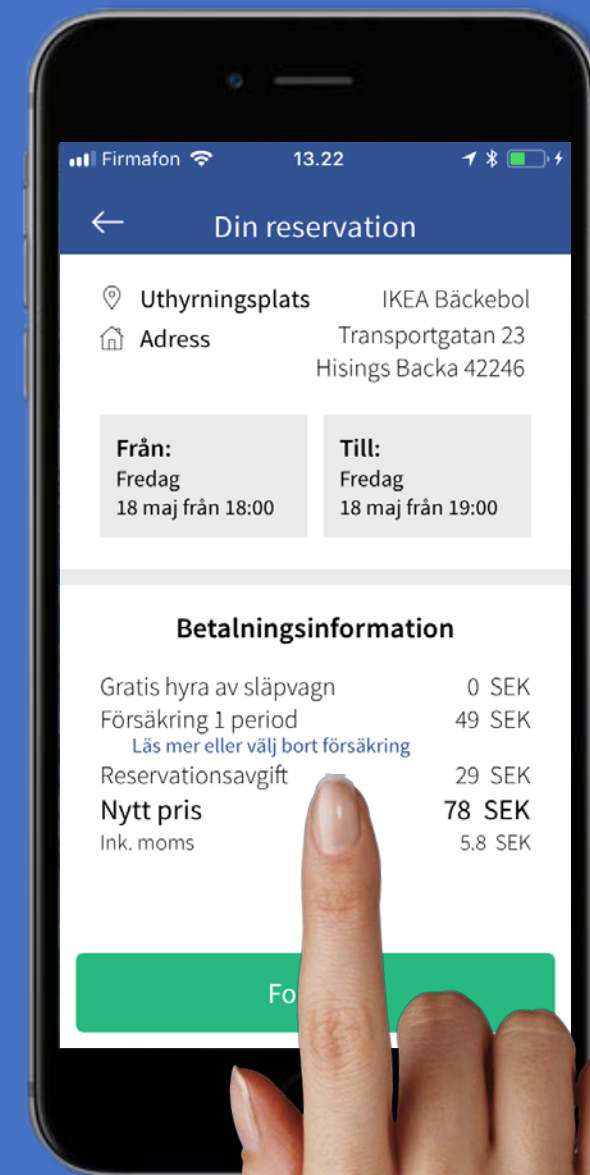 Firmafon 13.22
Din reservation
Uthyrningsplats IKEA Bäckebol
Adress Transportgatan 23
Hisings Backa 42246
Från: Till:
Fredag Fredag
18 maj från 18:00 18 maj från 19:00
Betalningsinformation
Gratis hyra av släpvagn 0 SEK
Försäkring 1 period 49 SEK
Läs mer eller välj bort försäkring
Reservationsavgift 29 SEK
Nytt pris 78 SEK
Ink. moms 5.8 SEK